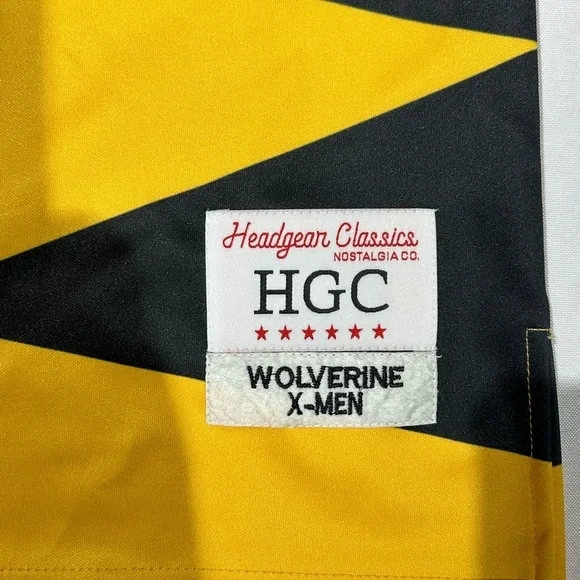 Headgear Classics
NOSTALGIA CO.
HGC
WOLVERINE
X-MEN